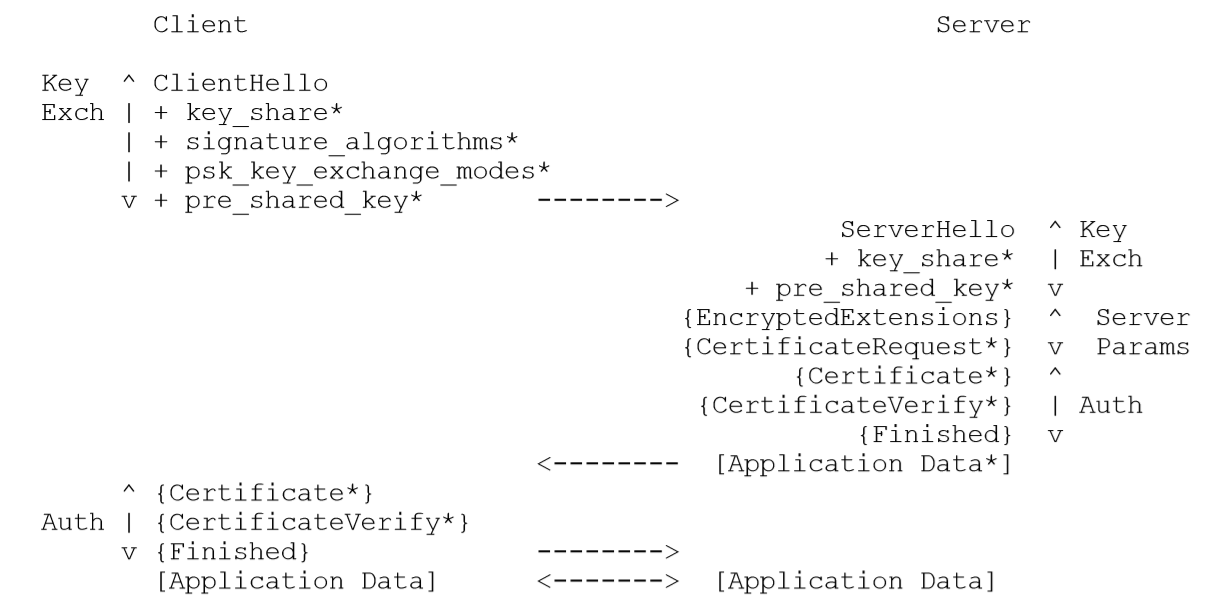 Client                                           Server

Key  ^ ClientHello
Exch | + key_share*
     | + signature_algorithms*
     | + psk_key_exchange_modes*
     v + pre_shared_key*       -------->
                                                  ServerHello  ^ Key
                                                 + key_share*  | Exch
                                            + pre_shared_key*  v
                                        {EncryptedExtensions}  ^  Server
                                        {CertificateRequest*}  v  Params
                                               {Certificate*}  ^
                                         {CertificateVerify*}  | Auth
                                                   {Finished}  v
                               <--------  [Application Data*]
     ^ {Certificate*}
Auth | {CertificateVerify*}
     v {Finished}              -------->
       [Application Data]      <------->  [Application Data]